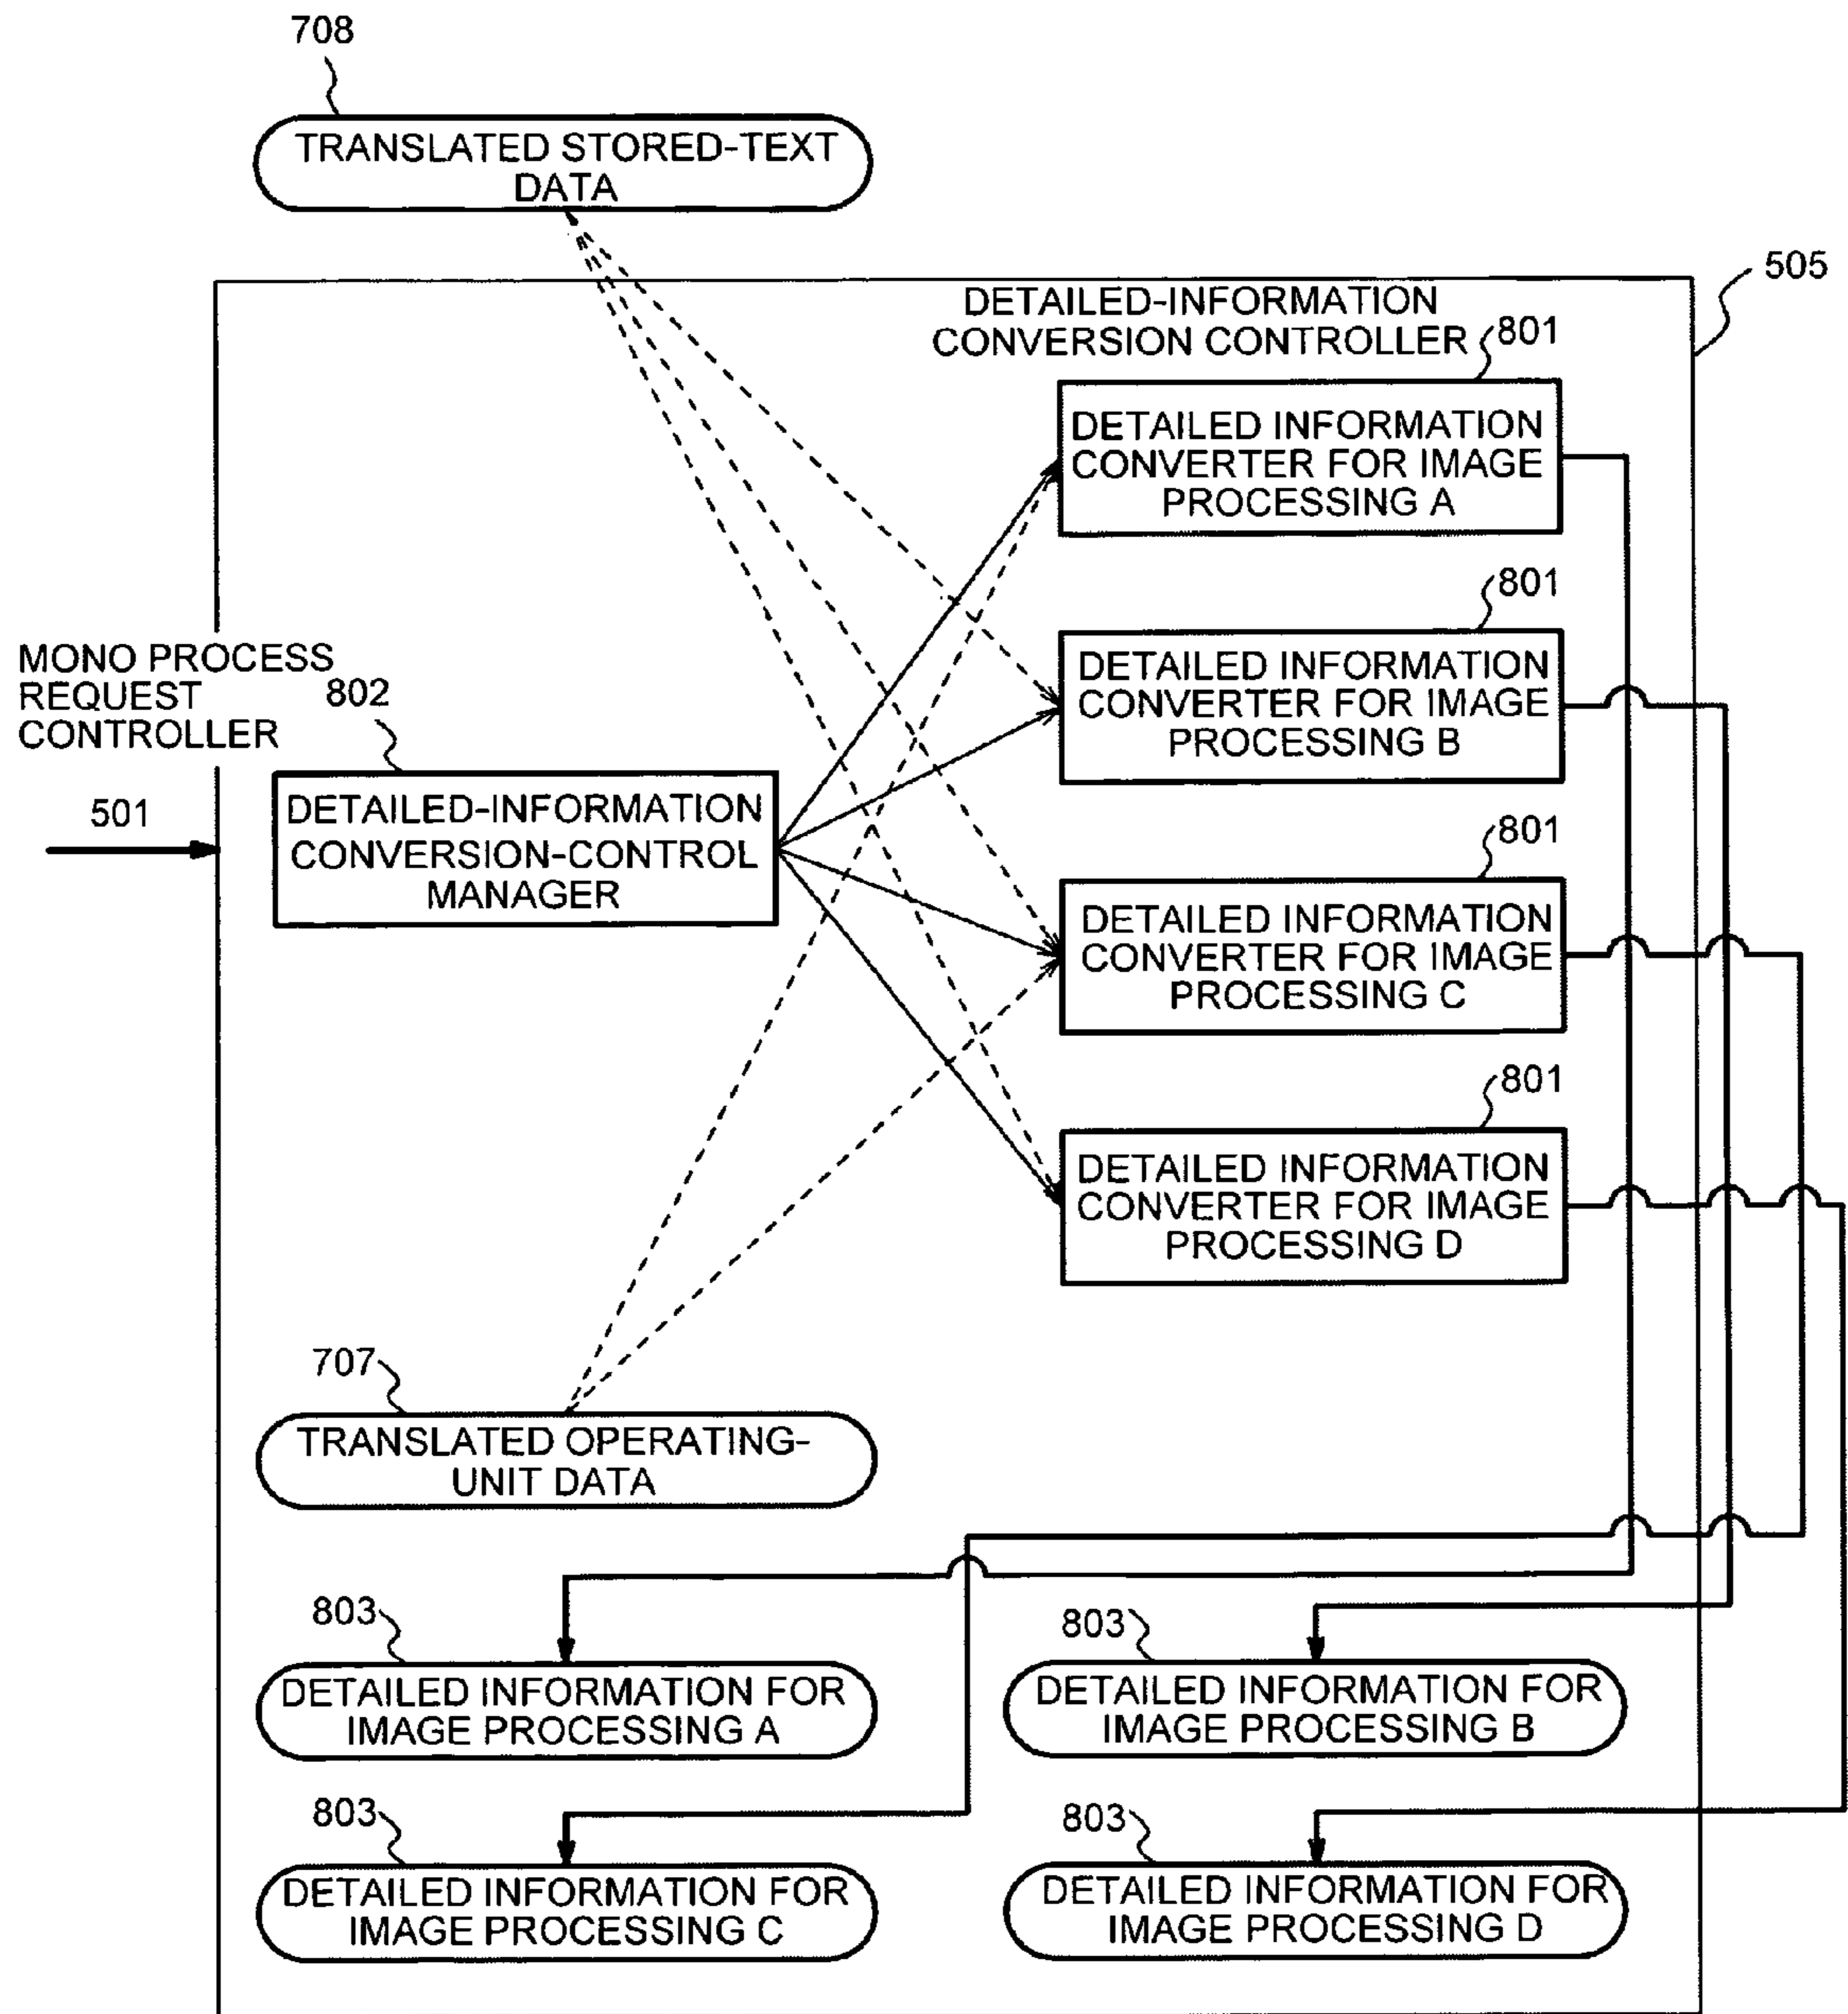 708
TRANSLATED STORED-TEXT
DATA
505
DETAILED-INFORMATION
CONVERSION CONTROLLER
801
DETAILED INFORMATION
CONVERTER FOR IMAGE
PROCESSING A
801
DETAILED INFORMATION
CONVERTER FOR IMAGE
PROCESSING B
MONO PROCESS
REQUEST
CONTROLLER
501
802
DETAILED-INFORMATION
CONVERSION-CONTROL
MANAGER
801
DETAILED INFORMATION
CONVERTER FOR IMAGE
PROCESSING C
801
DETAILED INFORMATION
CONVERTER FOR IMAGE
PROCESSING D
707
TRANSLATED OPERATING-
UNIT DATA
803
DETAILED INFORMATION FOR
IMAGE PROCESSING A
803
DETAILED INFORMATION FOR
IMAGE PROCESSING B
803
DETAILED INFORMATION FOR
IMAGE PROCESSING C
803
DETAILED INFORMATION FOR
IMAGE PROCESSING D